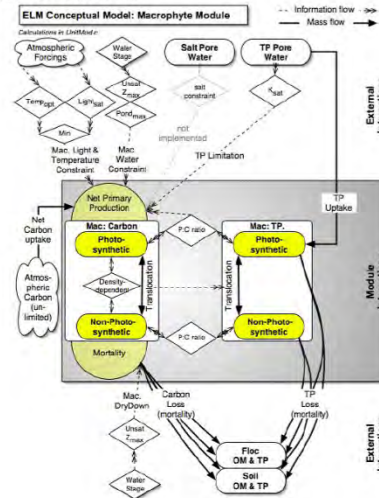 ELM Conceptual Model: Macrophyte Module
Information flow
Mass flow
Calculations in UnitMod:
Atmospheric
Forcings
Water
Stage
Salt Pore
Water
TP Pore
Water
Temp opt
Light sat
Unsat
Zmax
Pond max
salt
constraint
Ksat
Min
not
implemented
Mac. Light &
Temperature
Constraint
Mac.
Water
Constraint
TP Limitation
External
Net Primary
Production
TP
Uptake
Net
Carbon
uptake
Mac: Carbon
Mac: TP.
Photo-
synthetic
P:C ratio
Photo-
synthetic
Atmos-
pheric
Carbon
(un-
limited)
Density-
dependent
Translocation
Translocation
Module
Non-Photo-
synthetic
P:C ratio
Non-Photo-
synthetic
Mortality
Mac.
DryDown
Carbon
Loss
(mortality)
TP
Loss
(mortality)
Unsat
Zmax
Water
Stage
Floc
OM & TP
Soil
OM & TP
External